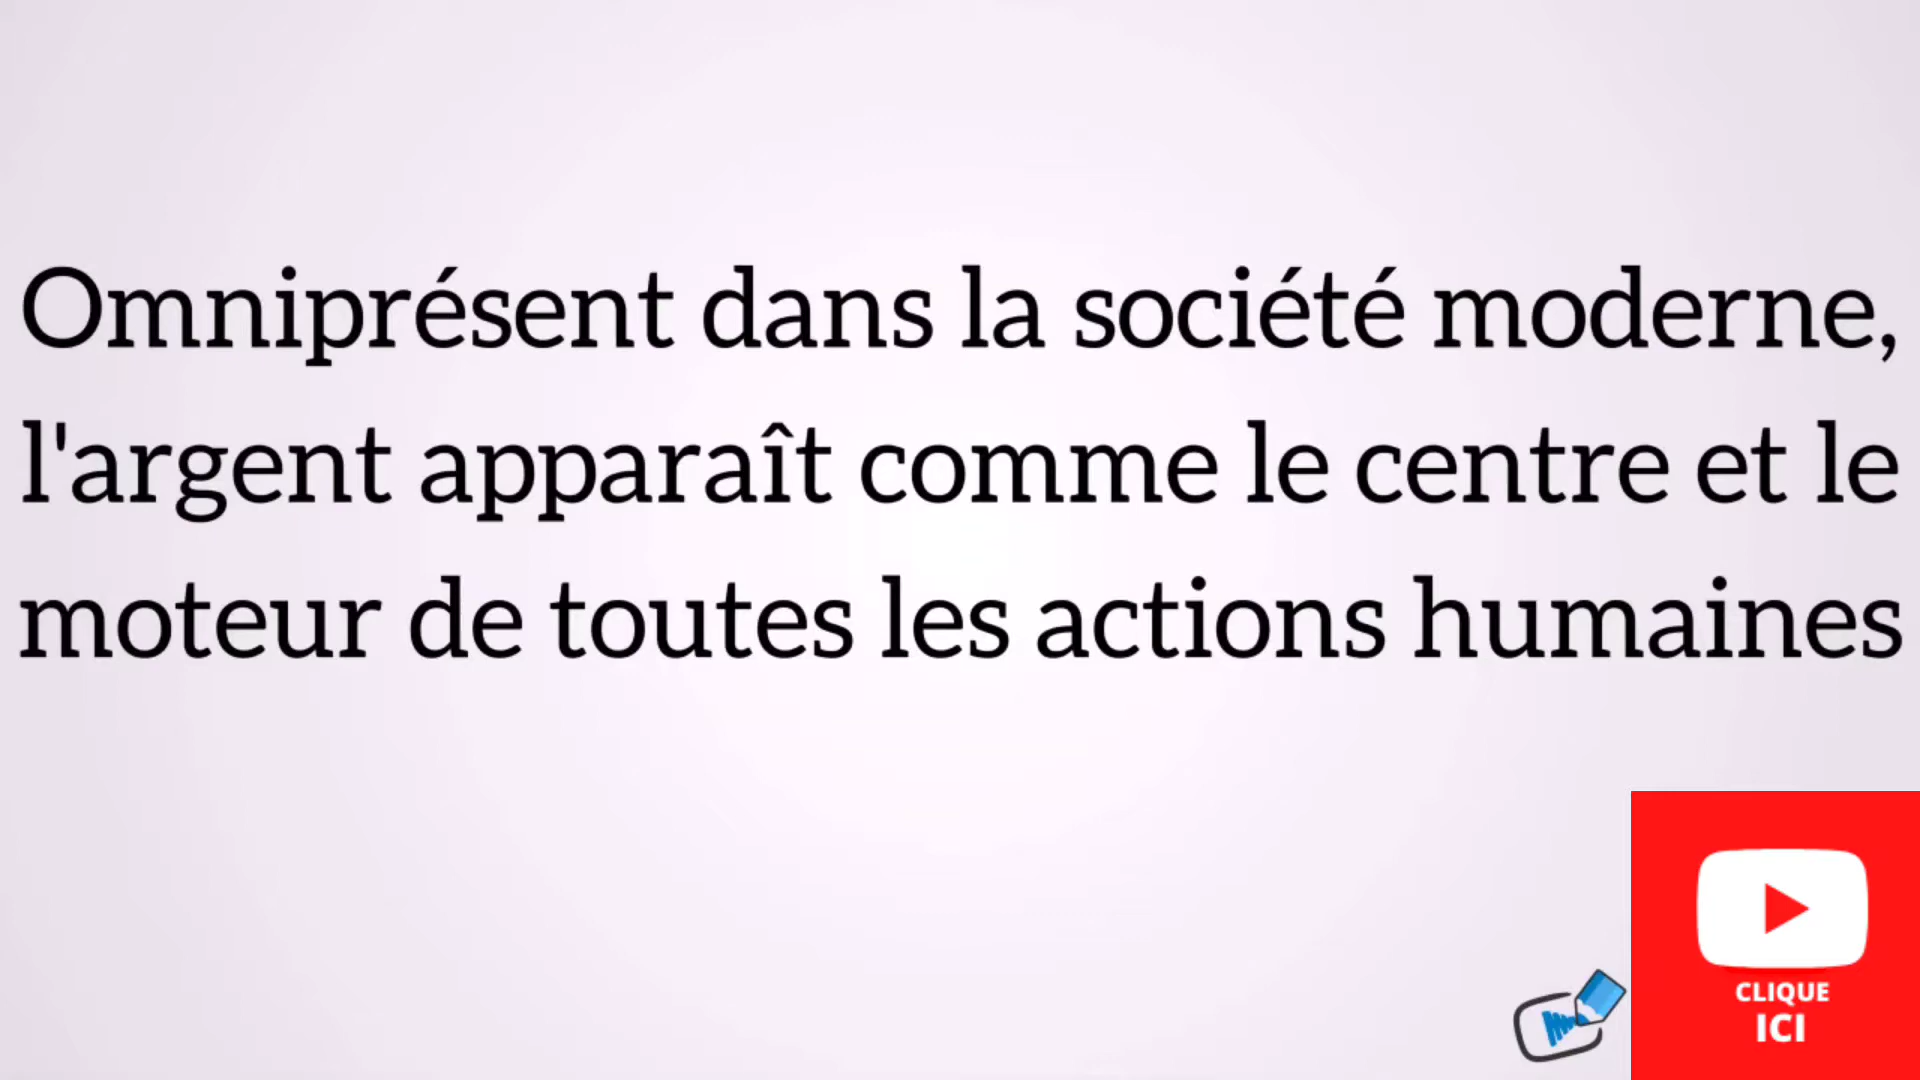 Omniprésent dans la société moderne,
l'argent apparaît comme le centre et le
moteur de toutes les actions humaines
CLIQUE
ICI